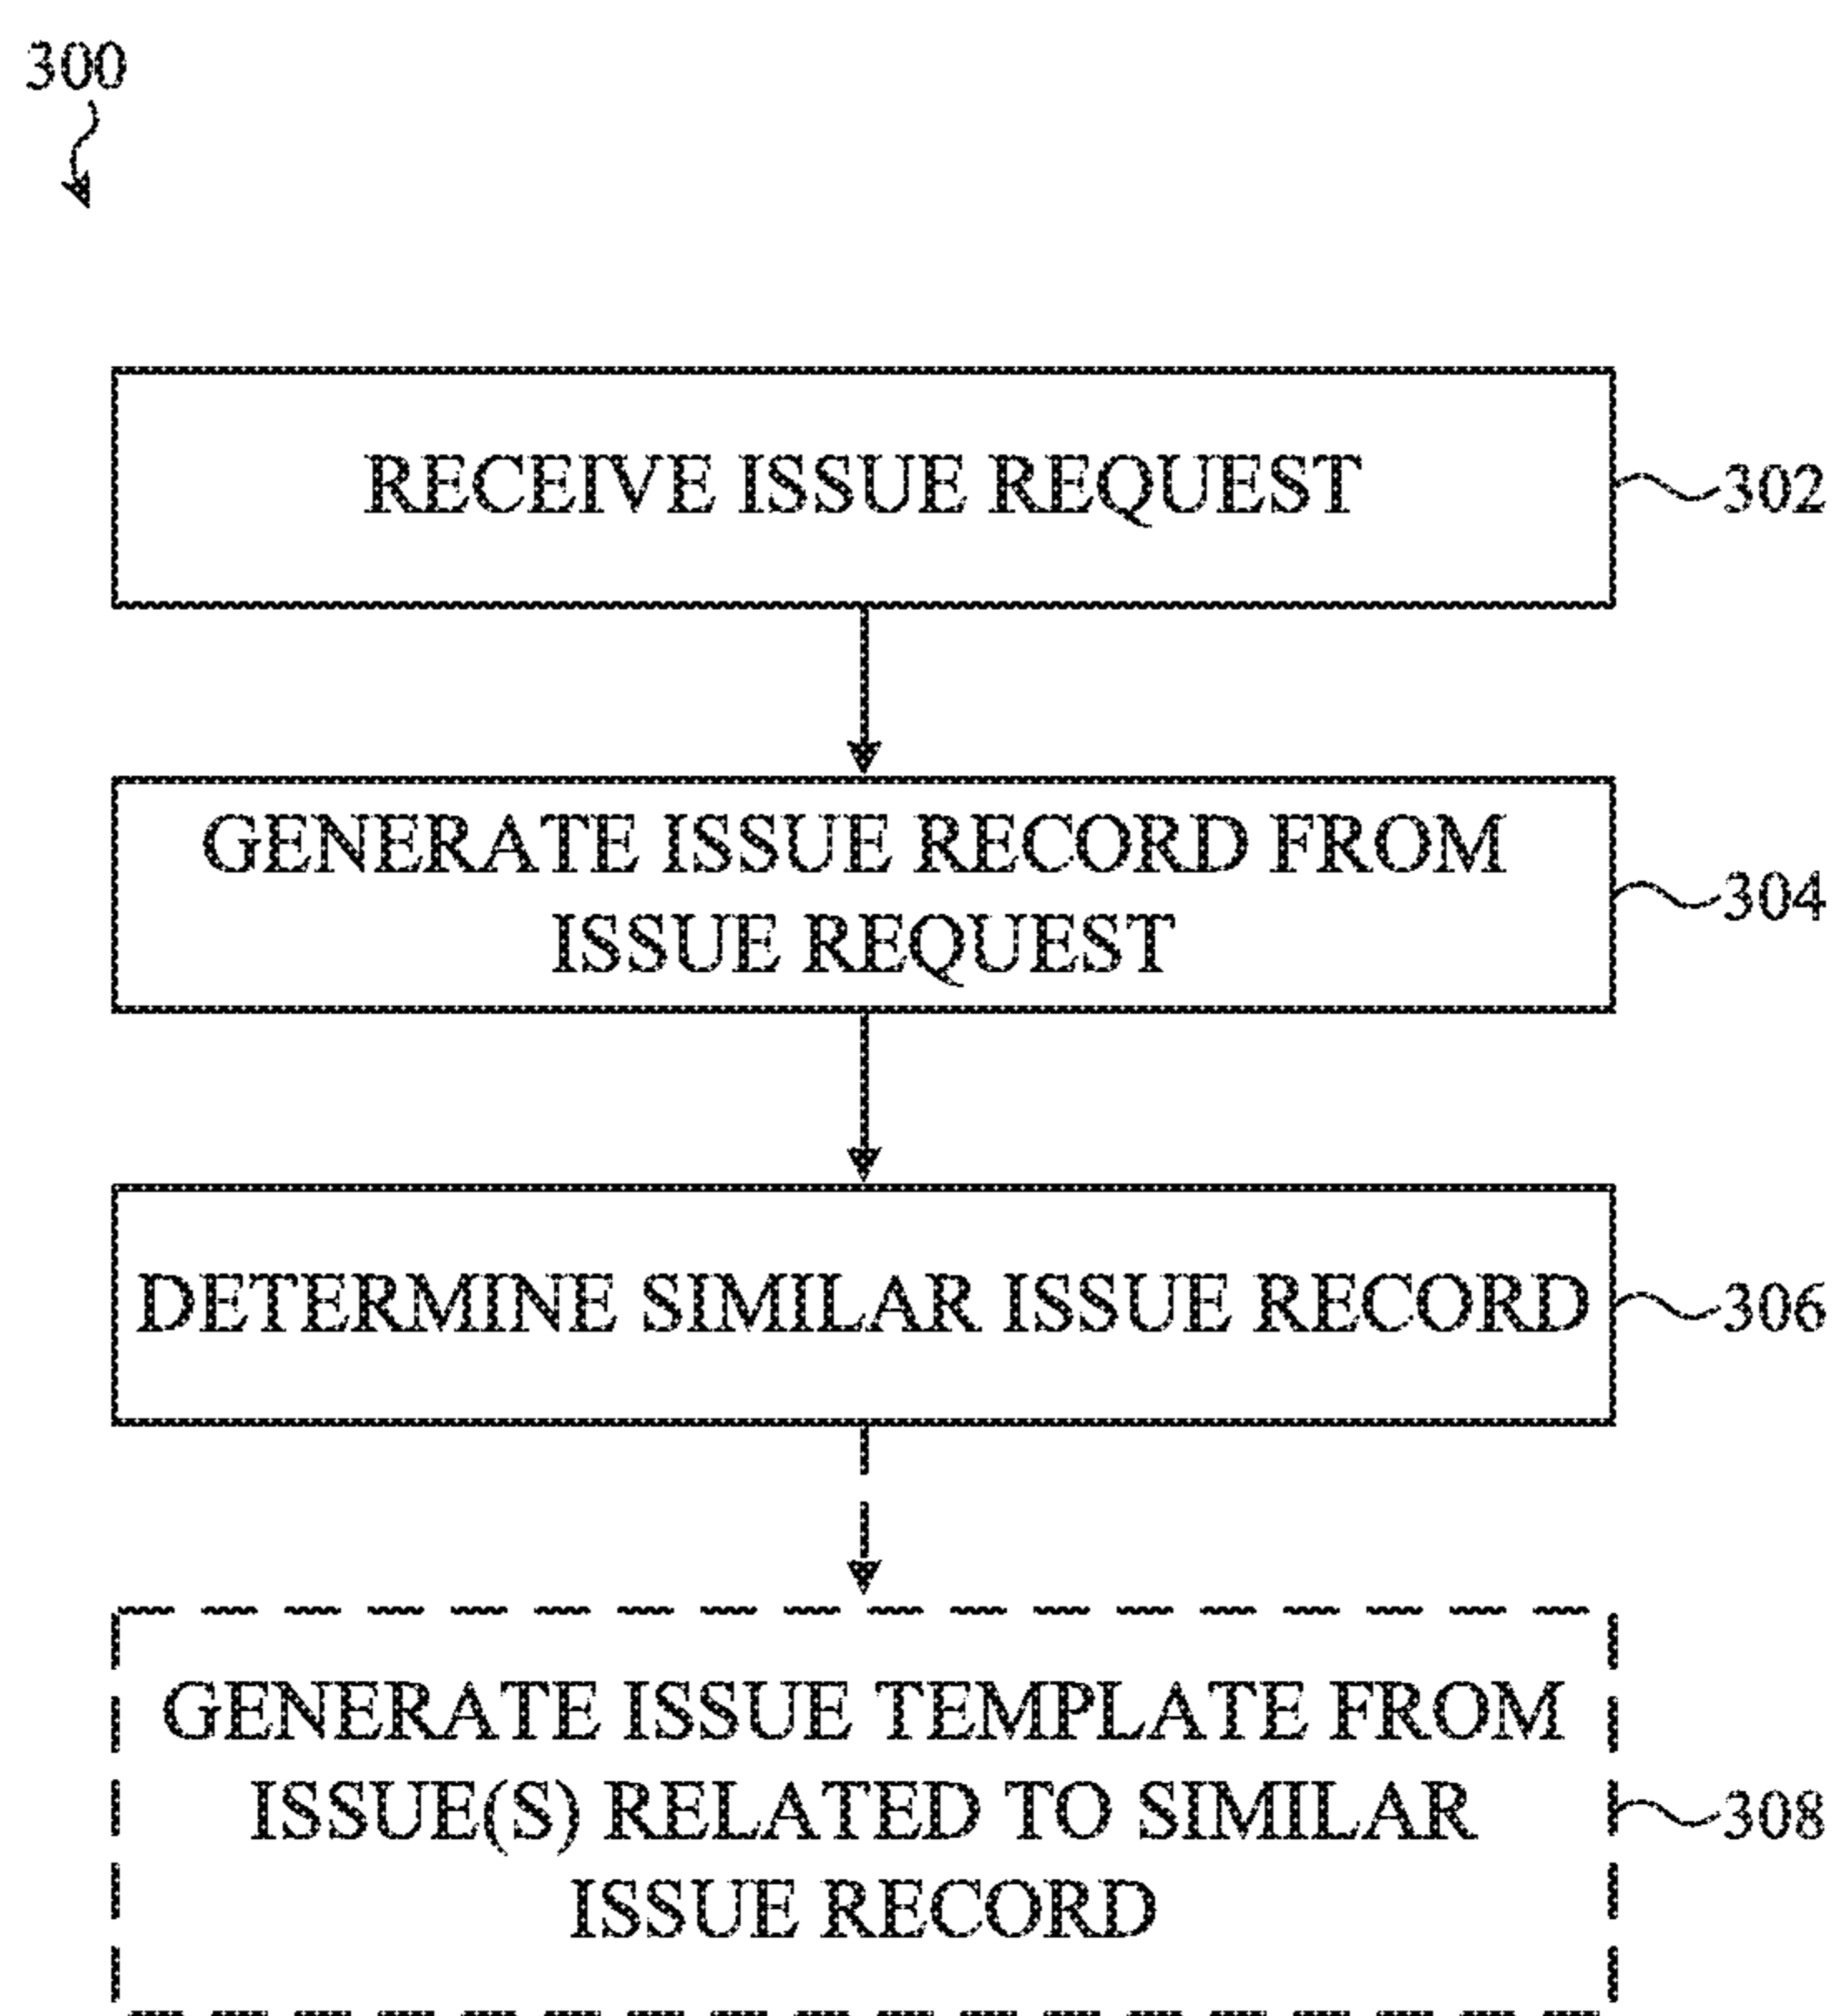 300
RECEIVE ISSUE REQUEST
302
GENERATE ISSUE RECORD FROM
ISSUE REQUEST
304
DETERMINE SIMILAR ISSUE RECORD
306
GENERATE ISSUE TEMPLATE FROM
ISSUE(S) RELATED TO SIMILAR
ISSUE RECORD
308